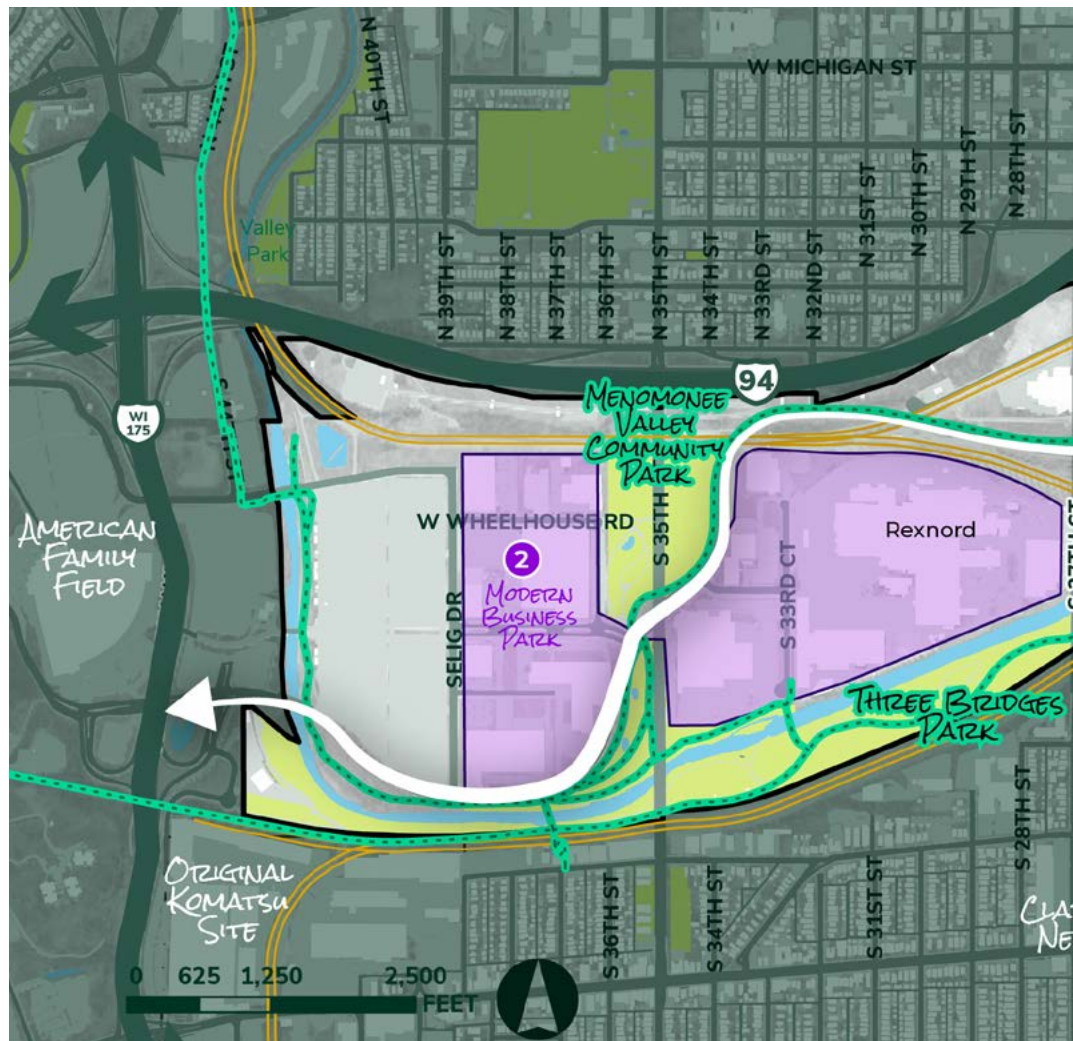 N 40TH ST
W MICHIGAN ST
N 31ST ST
N 30TH ST
N 29TH ST
N 28TH ST
Valley
Park
N 39TH ST
N 38TH ST
N 37TH ST
N 36TH ST
N 35TH ST
N 34TH ST
N 33RD ST
N 32ND ST
94
WI
175
MENOMONEE
VALLEY
COMMUNITY
PARK
AMERICAN
FAMILY
FIELD
W WHEELHOUSE RD
S 35TH
Rexnord
2
MODERN
BUSINESS
PARK
SELIG DR
S 33RD CT
S 27TH ST
THREE BRIDGES
PARK
ORIGINAL
KOMATSU
SITE
S 36TH ST
S 34TH ST
S 31ST ST
S 28TH ST
0 625 1,250 2,500
FEET